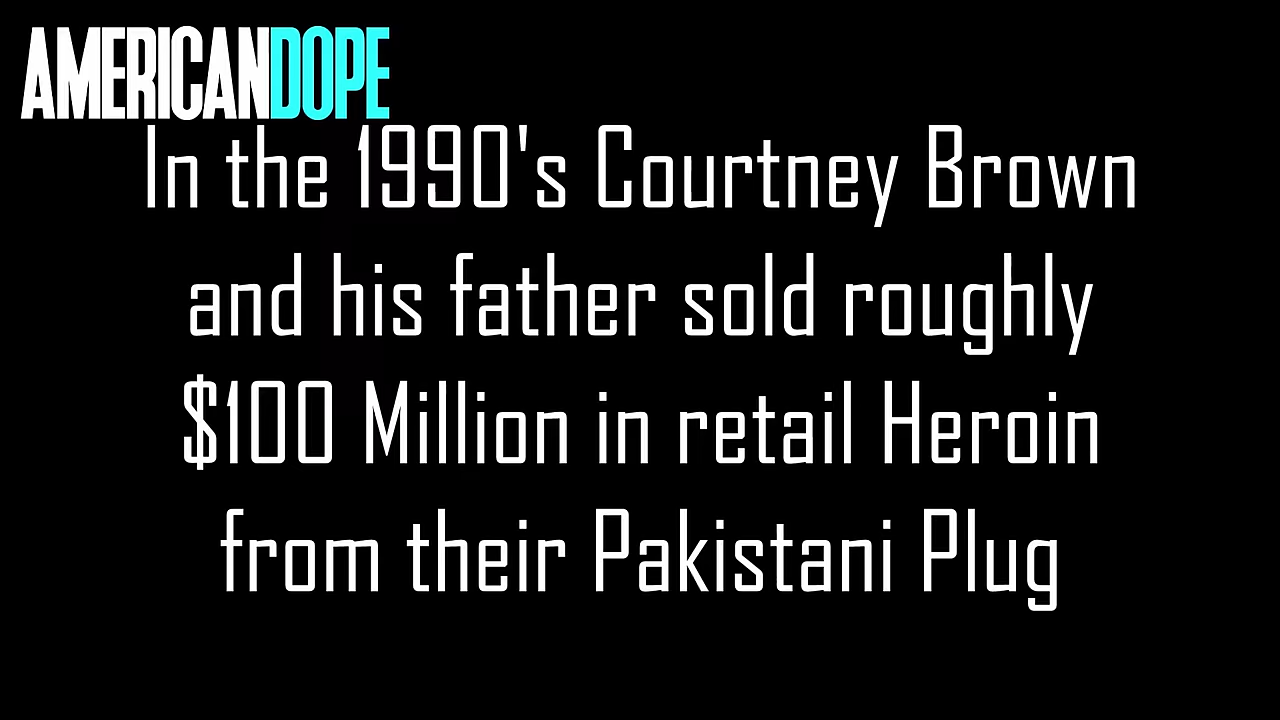 AMERICANDOPE
In the 1990's Courtney Brown
and his father sold roughly
$100 Million in retail Heroin
from their Pakistani Plug